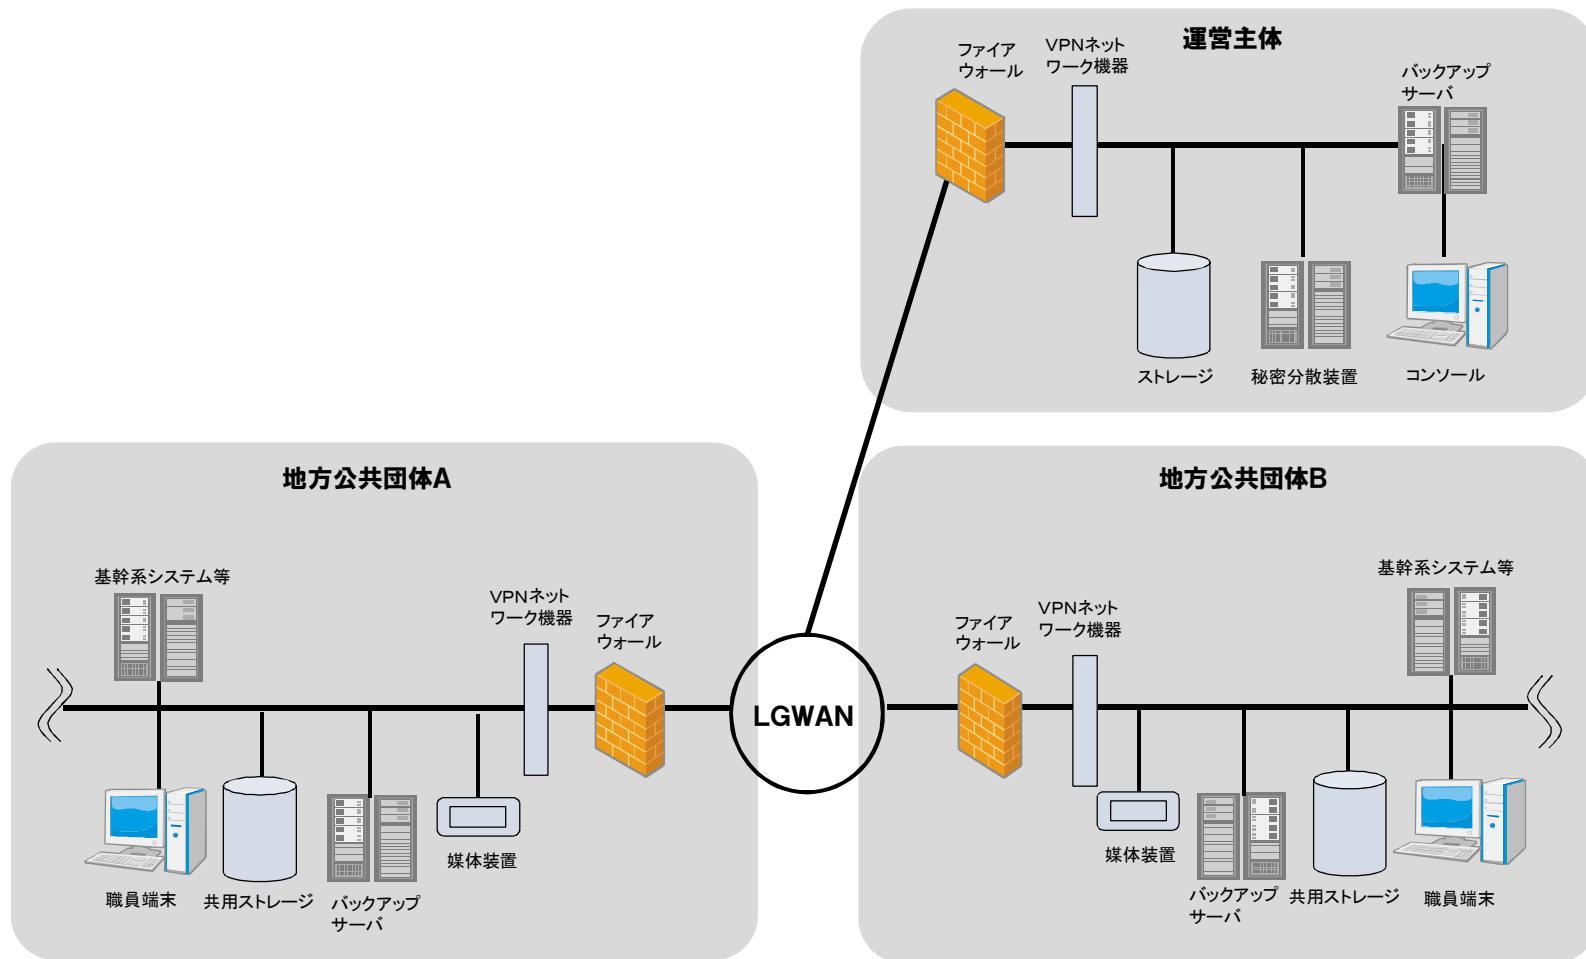 運営主体
ファイア
ウォール
VPNネット
ワーク機器
バックアップ
サーバ
ストレージ
秘密分散装置
コンソール
地方公共団体A
基幹系システム等
VPNネット
ワーク機器
ファイア
ウォール
職員端末
共用ストレージ
バックアップ
サーバ
媒体装置
LGWAN
地方公共団体B
ファイア
ウォール
VPNネット
ワーク機器
基幹系システム等
媒体装置
バックアップ
サーバ
共用ストレージ
職員端末